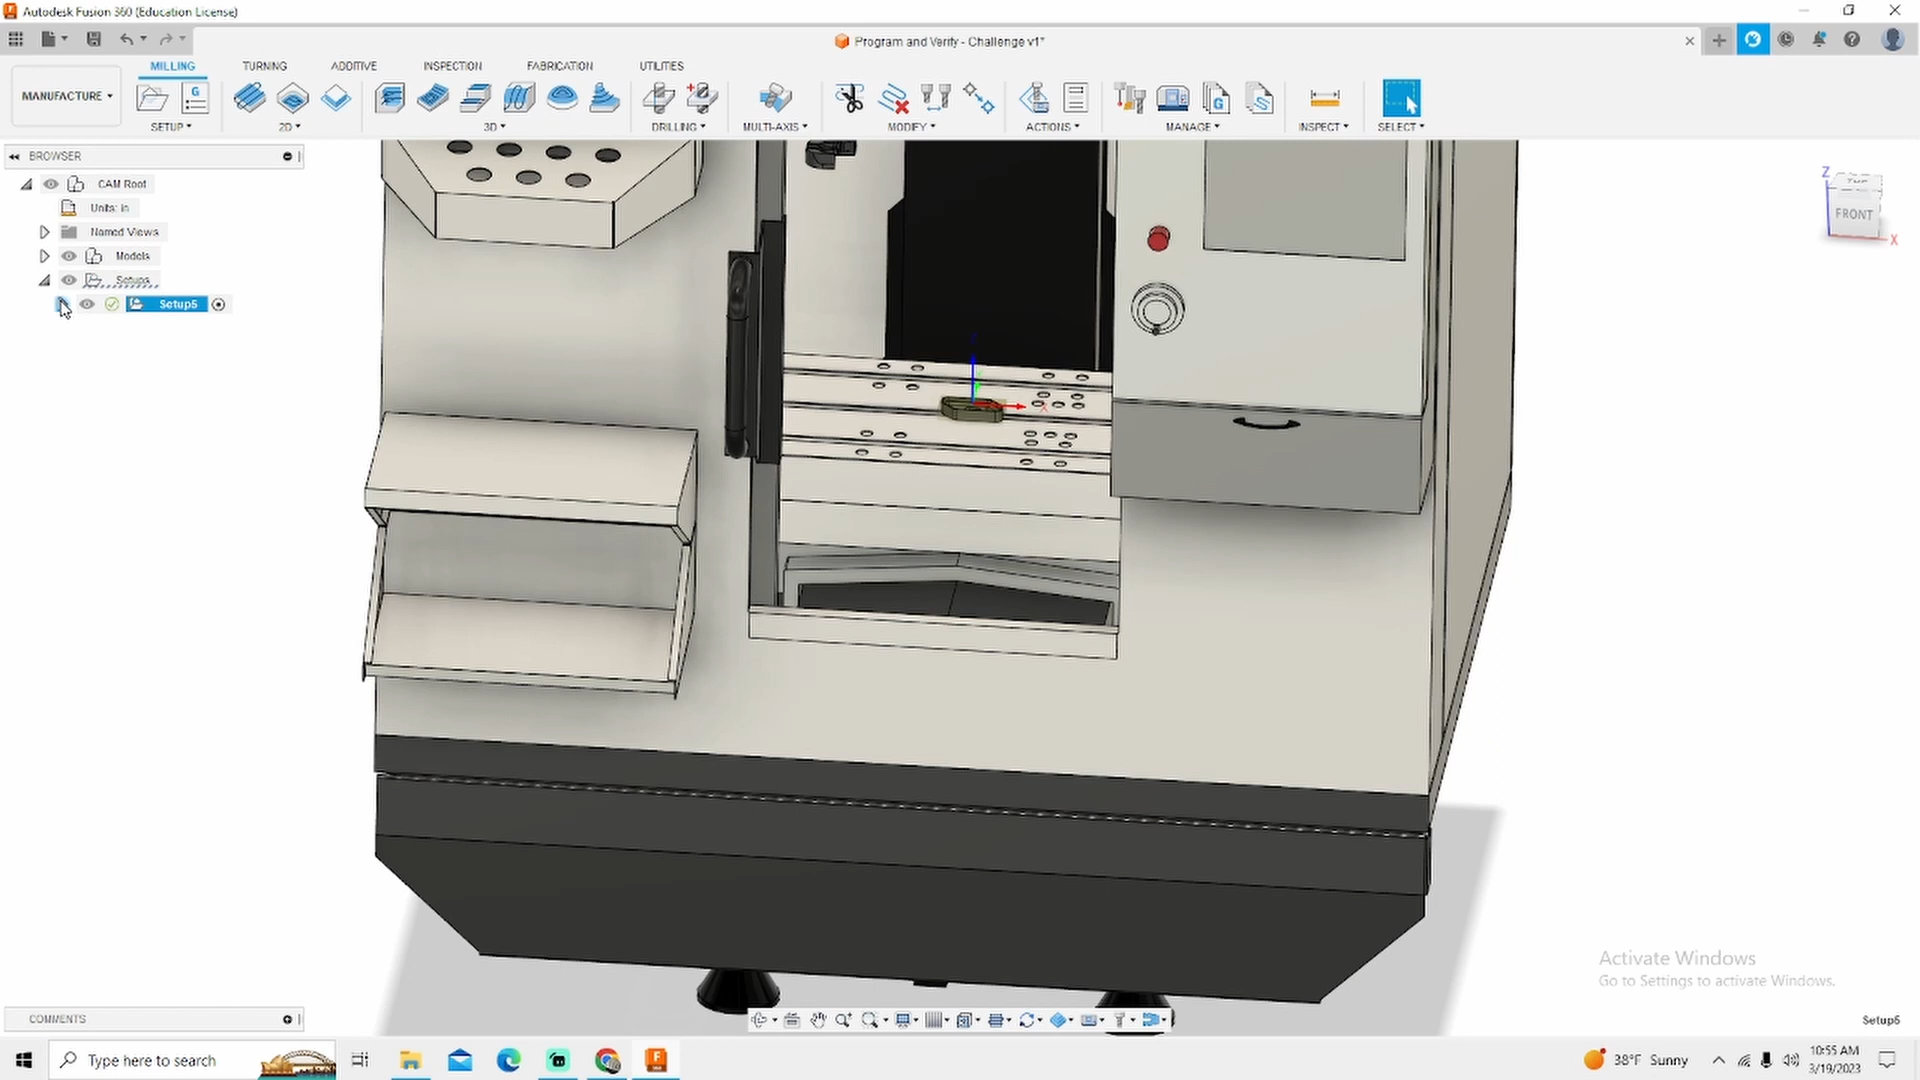 Autodesk Fusion 360 (Education License)
Program and Verify - Challenge v1*
MILLING TURNING ADDITIVE INSPECTION FABRICATION UTILITIES
MANUFACTURE
G G
SETUP 2D 3D DRILLING MULTI-AXIS MODIFY ACTIONS MANAGE INSPECT SELECT
BROWSER
CAM Root
Units: in
Named Views
Models
Setups
Setup5
Z
FRONT
X
X
Activate Windows
Go to Settings to activate Windows.
COMMENTS
Setup5
Type here to search
38°F Sunny
10:55 AM
3/19/2023